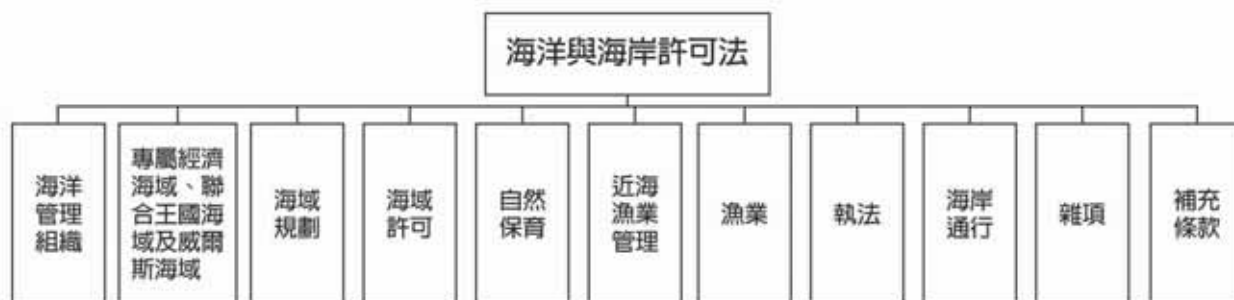 海洋與海岸許可法
海洋
管理
組織
專屬經濟
海域、聯
合王國海
域及威爾
斯海域
海域
規劃
海域
許可
自然
保育
近海
漁業
管理
漁業
執法
海岸
通行
雜項
補充
條款